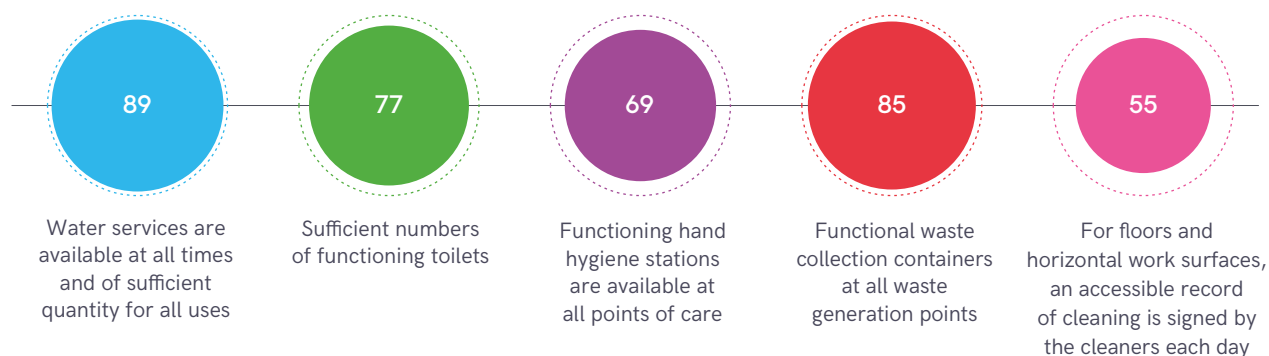 89
77
69
85
55
Water services are
available at all times
and of sufficient
quantity for all uses
Sufficient numbers
of functioning toilets
Functioning hand
hygiene stations
are available at
all points of care
Functional waste
collection containers
at all waste
generation points
For floors and
horizontal work surfaces,
an accessible record
of cleaning is signed by
the cleaners each day